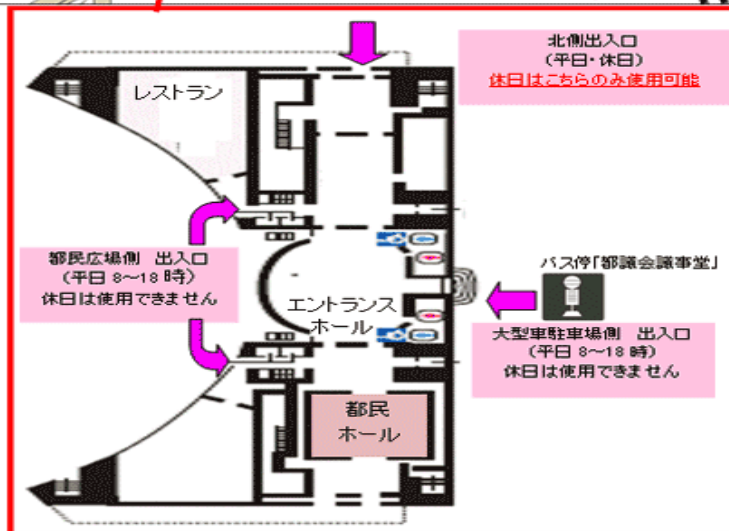 北側出入口
(平日・休日)
休日はこちらのみ使用可能
レストラン
都民広場側 出入口
(平日 8～18 時)
休日は使用できません
バス停「都議会議事堂」
エントランス
ホール
大型車駐車場側 出入口
(平日 8～18 時)
休日は使用できません
都民
ホール